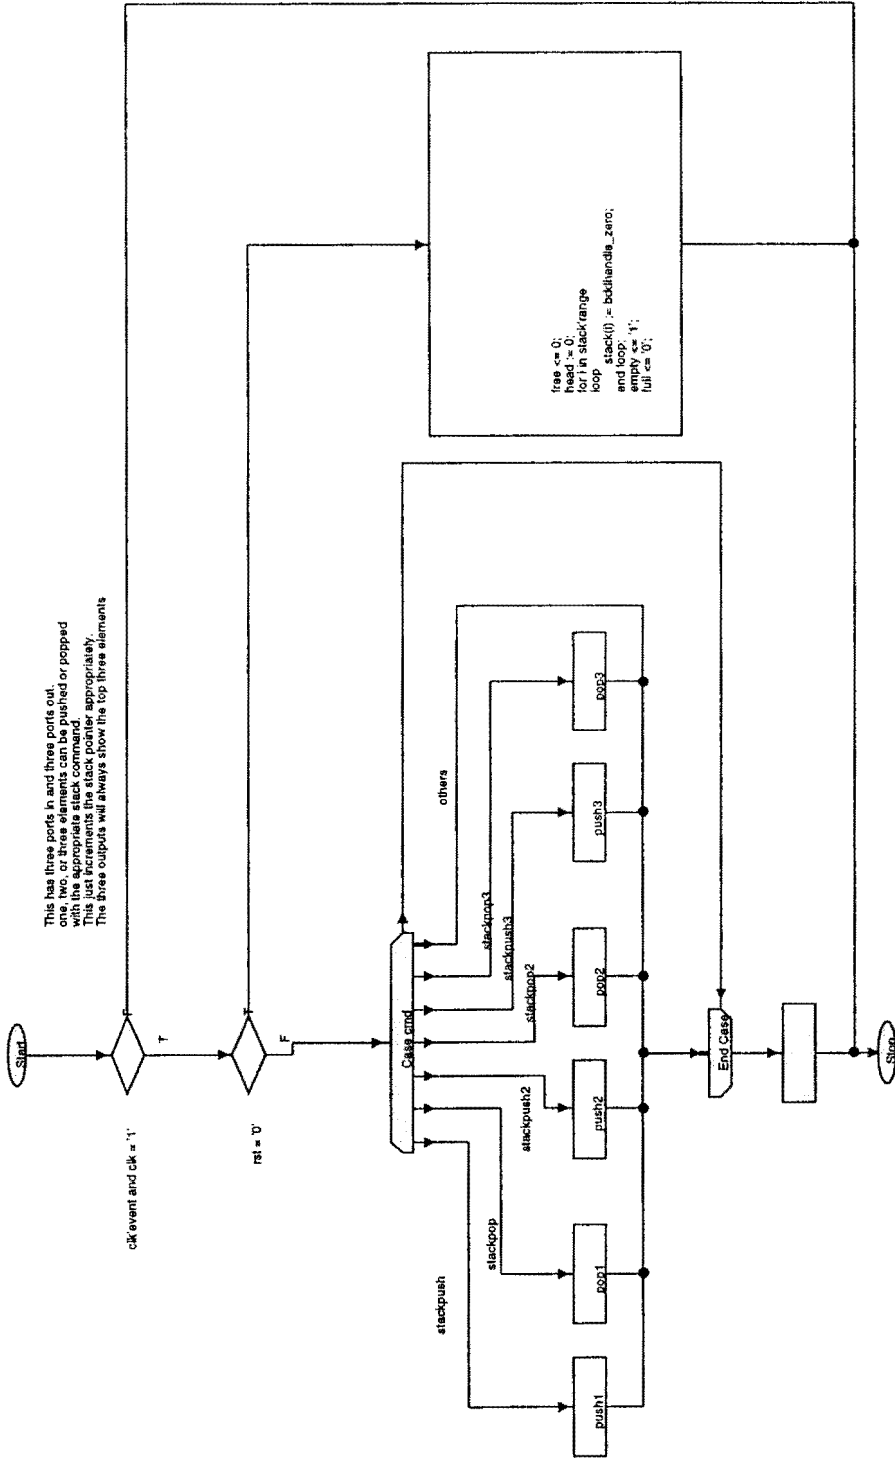 This has three ports in and three ports out.
one, two, or three elements can be pushed or popped
with the appropriate stack command.
This just increments the stack pointer appropriately.
The three outputs will always show the top three elements
Start
clk'event and clk = '1'
F
T
rst = '0'
T
F
free <= 0;
head := 0;
for i in stack'range
loop
stack(i) := bddhandle_zero;
end loop;
empty <= '1';
full <= '0';
Case cmd
stackpush
stackpop
stackpush2
stackpop2
stackpush3
stackpop3
others
push1
pop1
push2
pop2
push3
pop3
End Case
Stop